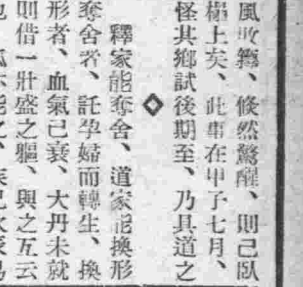 風吹籜、倏然驚醒、則已臥
榻上矣、此事在甲子七月、
怪其鄉試後期至、乃具道之
◆
釋家能奪舍、道家能換形
奪舍者、託孕婦而轉生、換
形者、血氣已衰、大丹未就
則借一壯盛之軀、與之互云